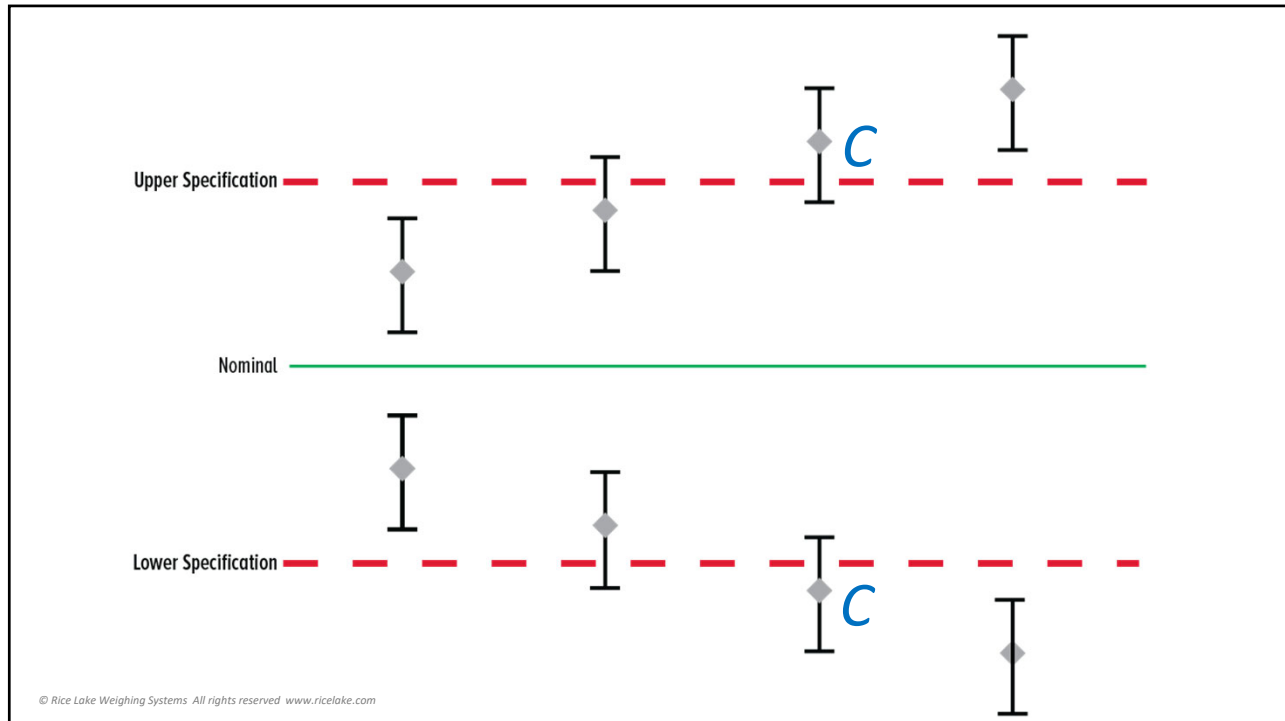 C
Upper Specification
Nominal
Lower Specification
C
© Rice Lake Weighing Systems All rights reserved www.ricelake.com